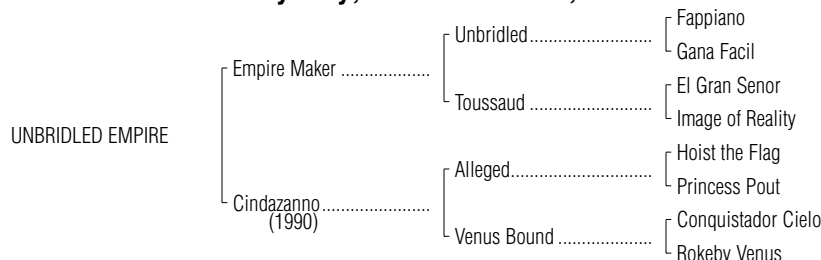 Fappiano
Unbridled..........................
Gana Facil
Empire Maker ...................
El Gran Senor
Toussaud ..........................
Image of Reality
UNBRIDLED EMPIRE
Hoist the Flag
Alleged..............................
Princess Pout
Cindazanno.......................
(1990)
Conquistador Cielo
Venus Bound ....................
Rokeby Venus